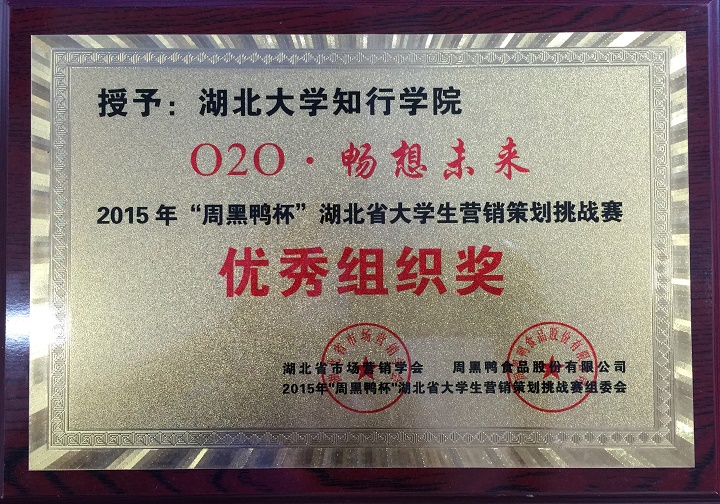 授予：湖北大学知行学院
O2O·畅想未来
2015年“周黑鸭杯”湖北省大学生营销策划挑战赛
优秀组织奖
湖北省市场营销学会 周黑鸭食品股份有限公司
2015年“周黑鸭杯”湖北省大学生营销策划挑战赛组委会